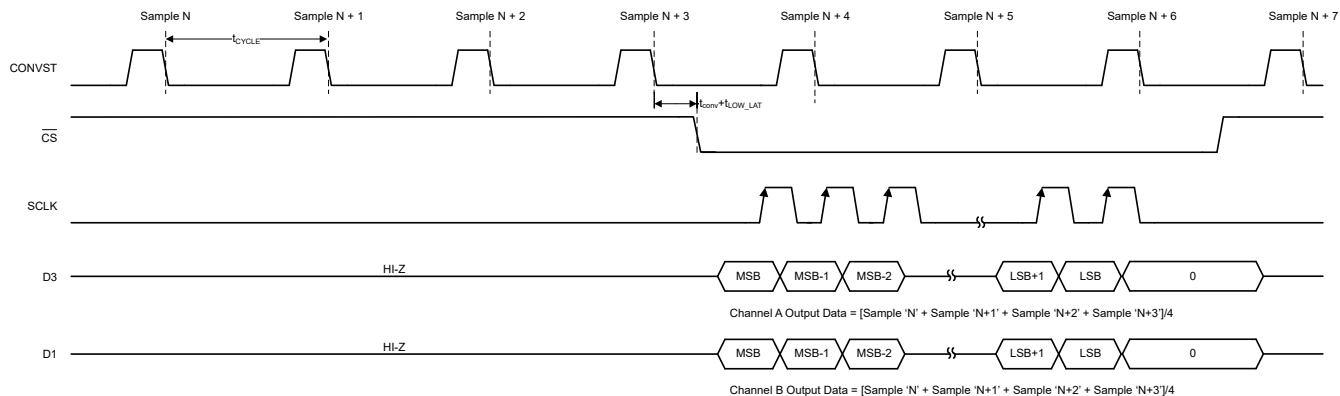 Sample N Sample N + 1 Sample N + 2 Sample N + 3 Sample N + 4 Sample N + 5 Sample N + 6 Sample N + 7
tCYCLE
CONVST
tconv+tLOW_LAT
CS
SCLK
HI-Z
D3 MSB MSB-1 MSB-2 LSB+1 LSB 0
Channel A Output Data = [Sample ‘N’ + Sample ‘N+1’ + Sample ‘N+2’ + Sample ‘N+3’]/4
HI-Z
D1 MSB MSB-1 MSB-2 LSB+1 LSB 0
Channel B Output Data = [Sample ‘N’ + Sample ‘N+1’ + Sample ‘N+2’ + Sample ‘N+3’]/4